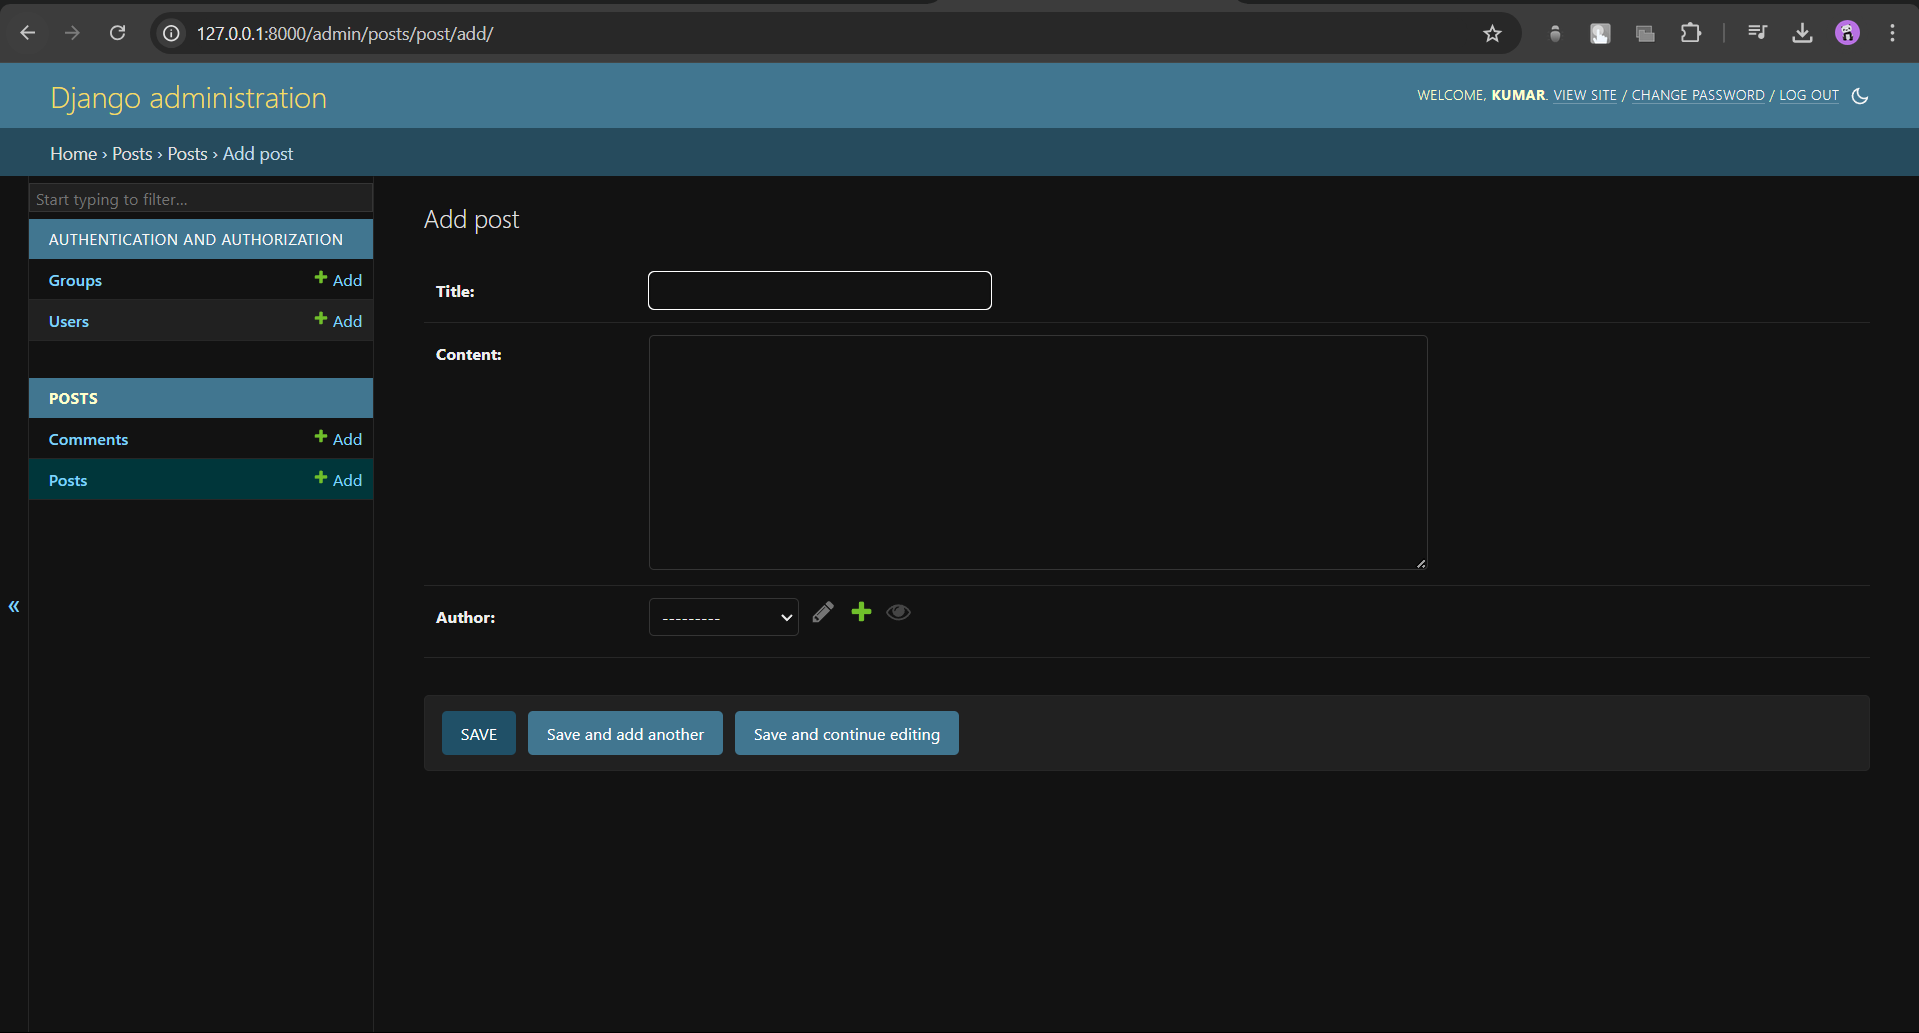 127.0.0.1:8000/admin/posts/post/add/
Django administration
WELCOME, KUMAR. VIEW SITE / CHANGE PASSWORD / LOG OUT
Home › Posts › Posts › Add post
Start typing to filter...
AUTHENTICATION AND AUTHORIZATION
Groups Add
Users Add
POSTS
Comments Add
Posts Add
«
Add post
Title:
Content:
Author:
---------
SAVE Save and add another Save and continue editing